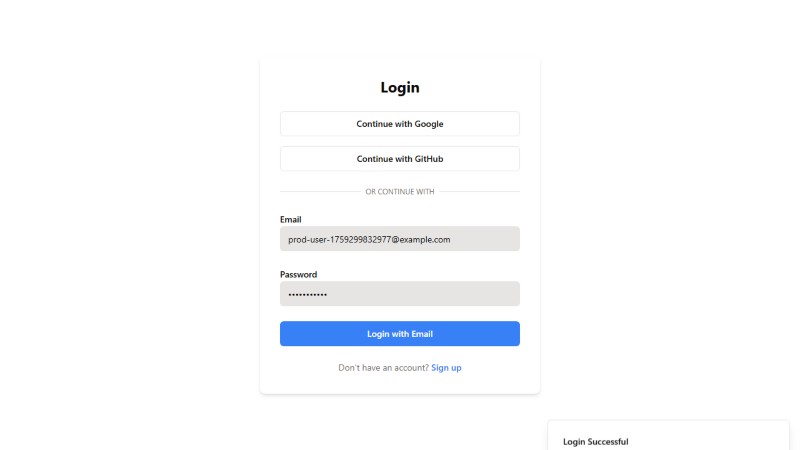 Login
Continue with Google
Continue with GitHub
OR CONTINUE WITH
Email
prod-user-1759299832977@example.com
Password
•••••••••••
Login with Email
Don't have an account? Sign up
Login Successful